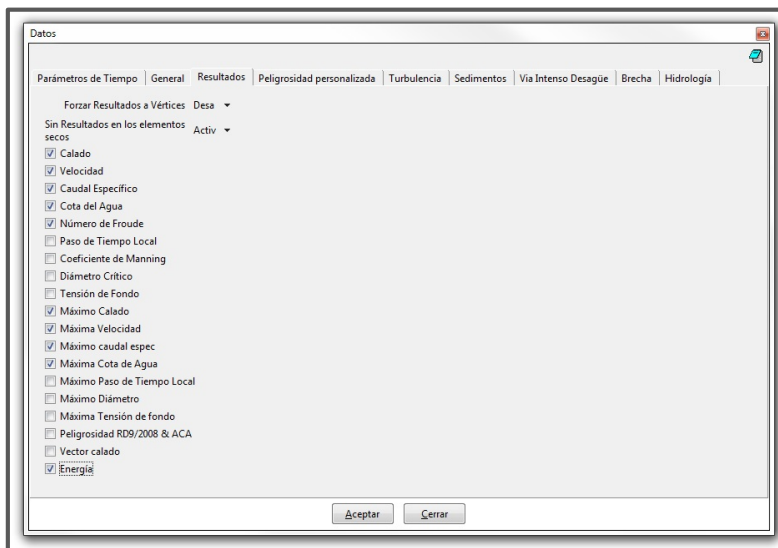 Datos
Parámetros de Tiempo General Resultados Peligrosidad personalizada Turbulencia Sedimentos Via Intenso Desagüe Brecha Hidrología
Forzar Resultados a Vértices Desa
Sin Resultados en los elementos
secos
Activ
Calado
Velocidad
Caudal Específico
Cota del Agua
Número de Froude
Paso de Tiempo Local
Coeficiente de Manning
Diámetro Crítico
Tensión de Fondo
Máximo Calado
Máxima Velocidad
Máximo caudal espec
Máxima Cota de Agua
Máximo Paso de Tiempo Local
Máximo Diámetro
Máxima Tensión de fondo
Peligrosidad RD9/2008 & ACA
Vector calado
Energía
Aceptar Cerrar